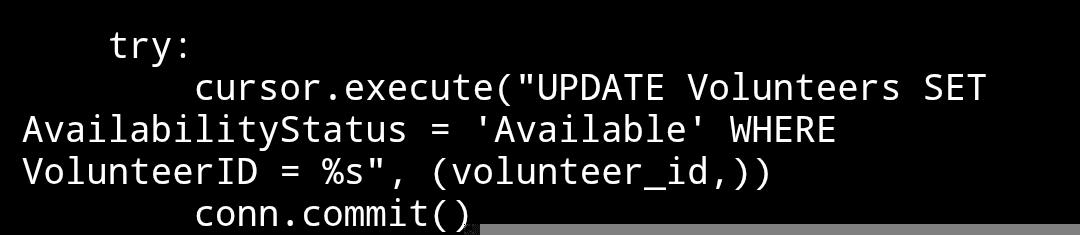 try:
cursor.execute("UPDATE Volunteers SET
AvailabilityStatus = 'Available' WHERE
VolunteerID = %s", (volunteer_id,))
conn.commit()